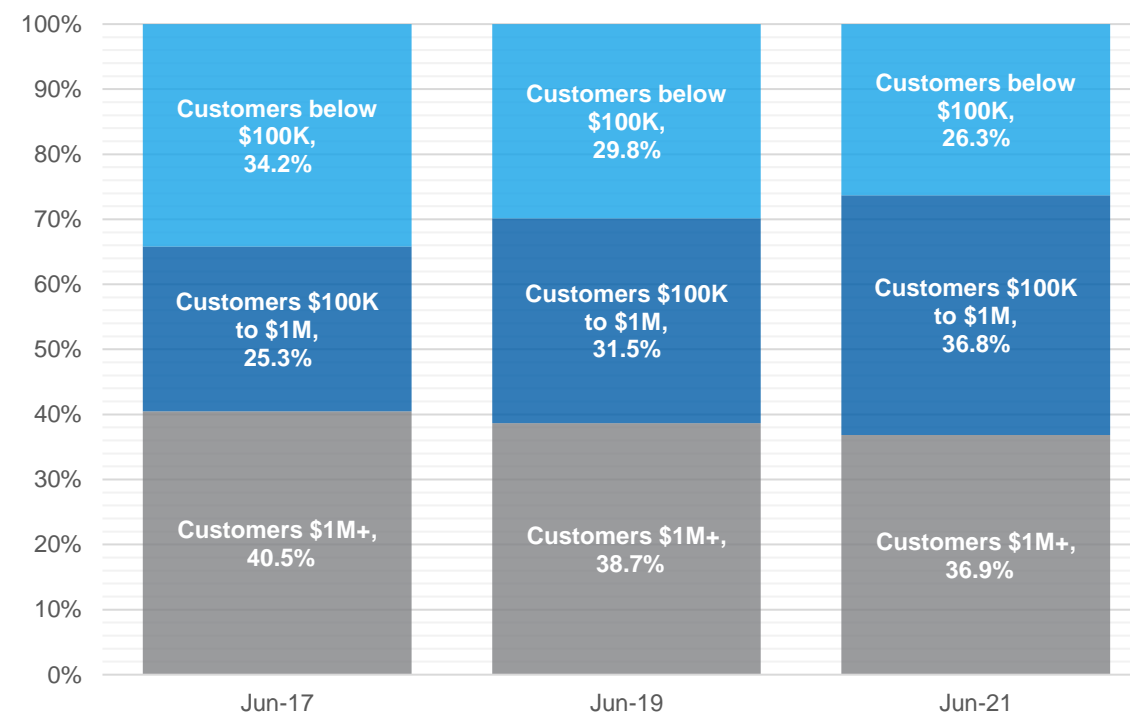 100%
90%
80%
70%
60%
50%
40%
30%
20%
10%
0%
Customers below
$100K,
34.2%
Customers $100K
to $1M,
25.3%
Customers $1M+,
40.5%
Customers below
$100K,
29.8%
Customers $100K
to $1M,
31.5%
Customers $1M+,
38.7%
Customers below
$100K,
26.3%
Customers $100K
to $1M,
36.8%
Customers $1M+,
36.9%
Jun-17
Jun-19
Jun-21